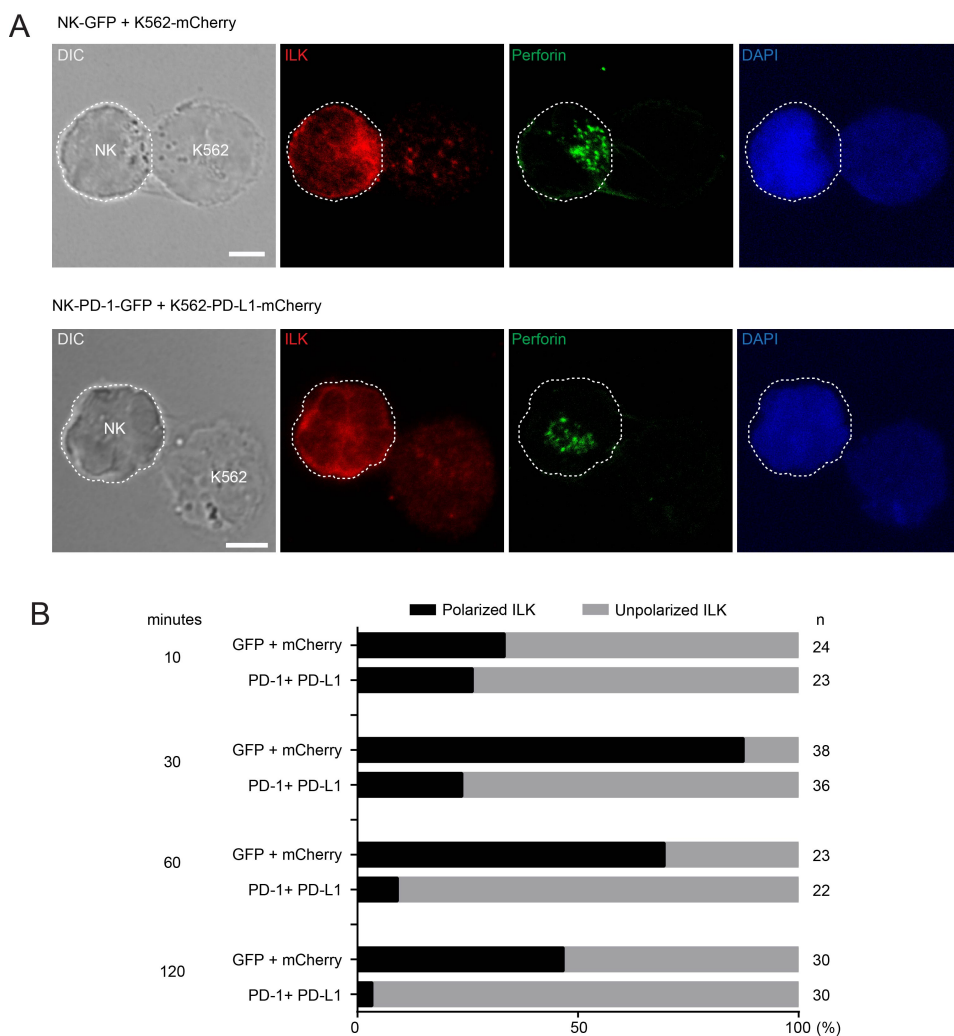 A
NK-GFP + K562-mCherry
DIC
ILK
Perforin
DAPI
NK
K562
NK-PD-1-GFP + K562-PD-L1-mCherry
DIC
ILK
Perforin
DAPI
NK
K562
B
minutes
Polarized ILK
Unpolarized ILK
n
10
GFP + mCherry
24
PD-1+ PD-L1
23
30
GFP + mCherry
38
PD-1+ PD-L1
36
60
GFP + mCherry
23
PD-1+ PD-L1
22
120
GFP + mCherry
30
PD-1+ PD-L1
30
0
50
100
(%)